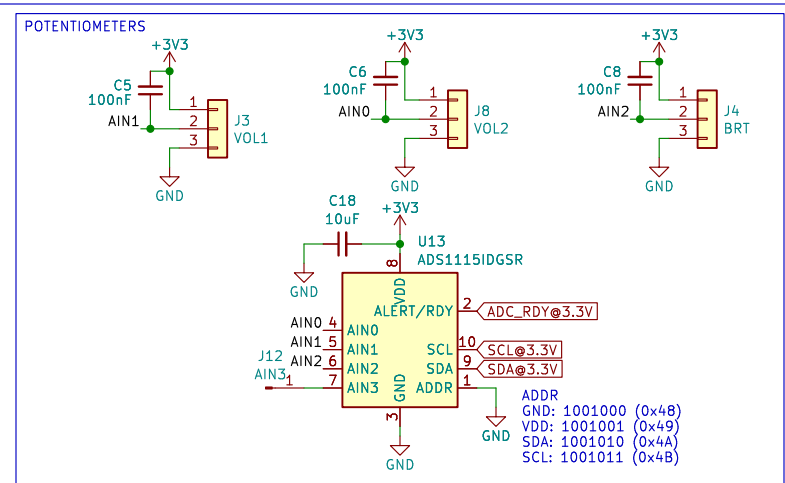 POTENTIOMETERS
+3V3
C5
100nF
AIN1
1
2
3
J3
VOL1
GND
+3V3
C6
100nF
AIN0
1
2
3
J8
VOL2
GND
+3V3
C8
100nF
AIN2
1
2
3
J4
BRT
GND
C18
10uF
+3V3
GND
U13
ADS1115IDGSR
8
VDD
ALERT/RDY
2
ADC_RDY@3.3V
AIN0
4
AIN0
AIN1
5
AIN1
AIN2
6
AIN2
J12
AIN3
1
7
AIN3
SCL
10
SCL@3.3V
SDA
9
SDA@3.3V
ADDR
1
GND
GND
3
GND
ADDR
GND: 1001000 (0x48)
VDD: 1001001 (0x49)
SDA: 1001010 (0x4A)
SCL: 1001011 (0x4B)